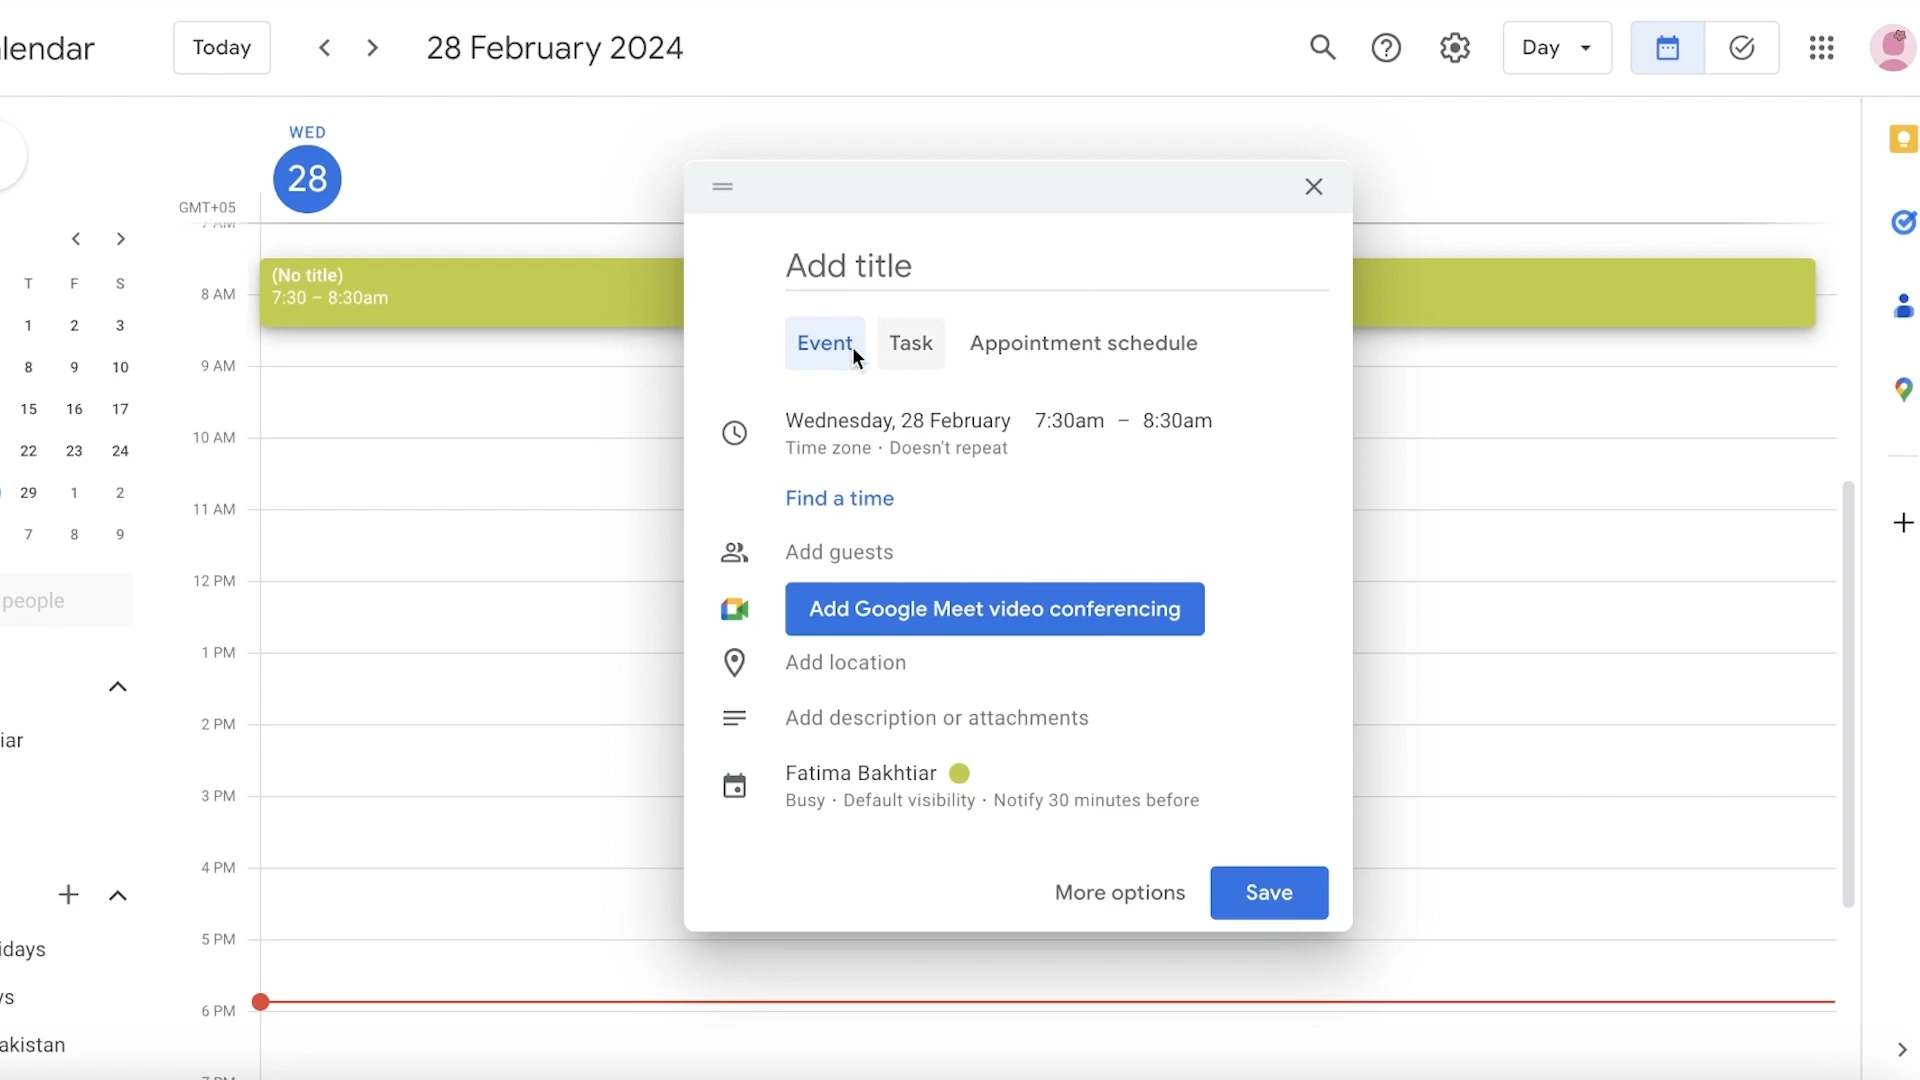 lendar
Today
28 February 2024
Day
WED
28
GMT+05
7 AM
(No title)
7:30 – 8:30am
8 AM
9 AM
10 AM
11 AM
12 PM
1 PM
2 PM
3 PM
4 PM
5 PM
6 PM
7 PM
T F S
1 2 3
8 9 10
15 16 17
22 23 24
29 1 2
7 8 9
people
iar
idays
ys
akistan
Add title
Event Task Appointment schedule
Wednesday, 28 February 7:30am – 8:30am
Time zone · Doesn't repeat
Find a time
Add guests
Add Google Meet video conferencing
Add location
Add description or attachments
Fatima Bakhtiar
Busy · Default visibility · Notify 30 minutes before
More options
Save